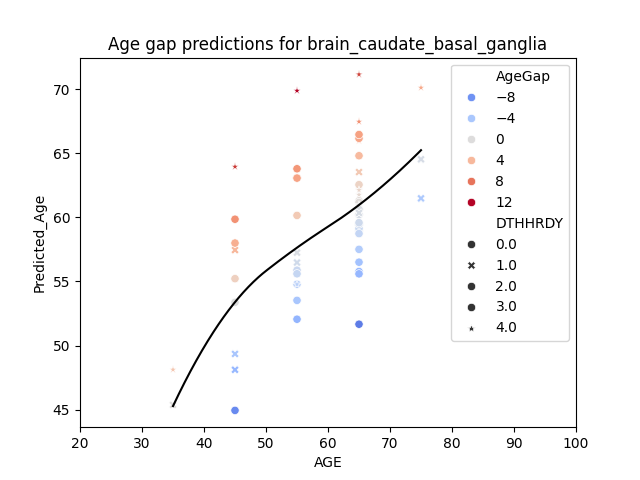 Age gap predictions for brain_caudate_basal_ganglia
Predicted_Age
70
65
60
55
50
45
20 30 40 50 60 70 80 90 100
AGE
AgeGap
−8
−4
0
4
8
12
DTHHRDY
0.0
1.0
2.0
3.0
4.0